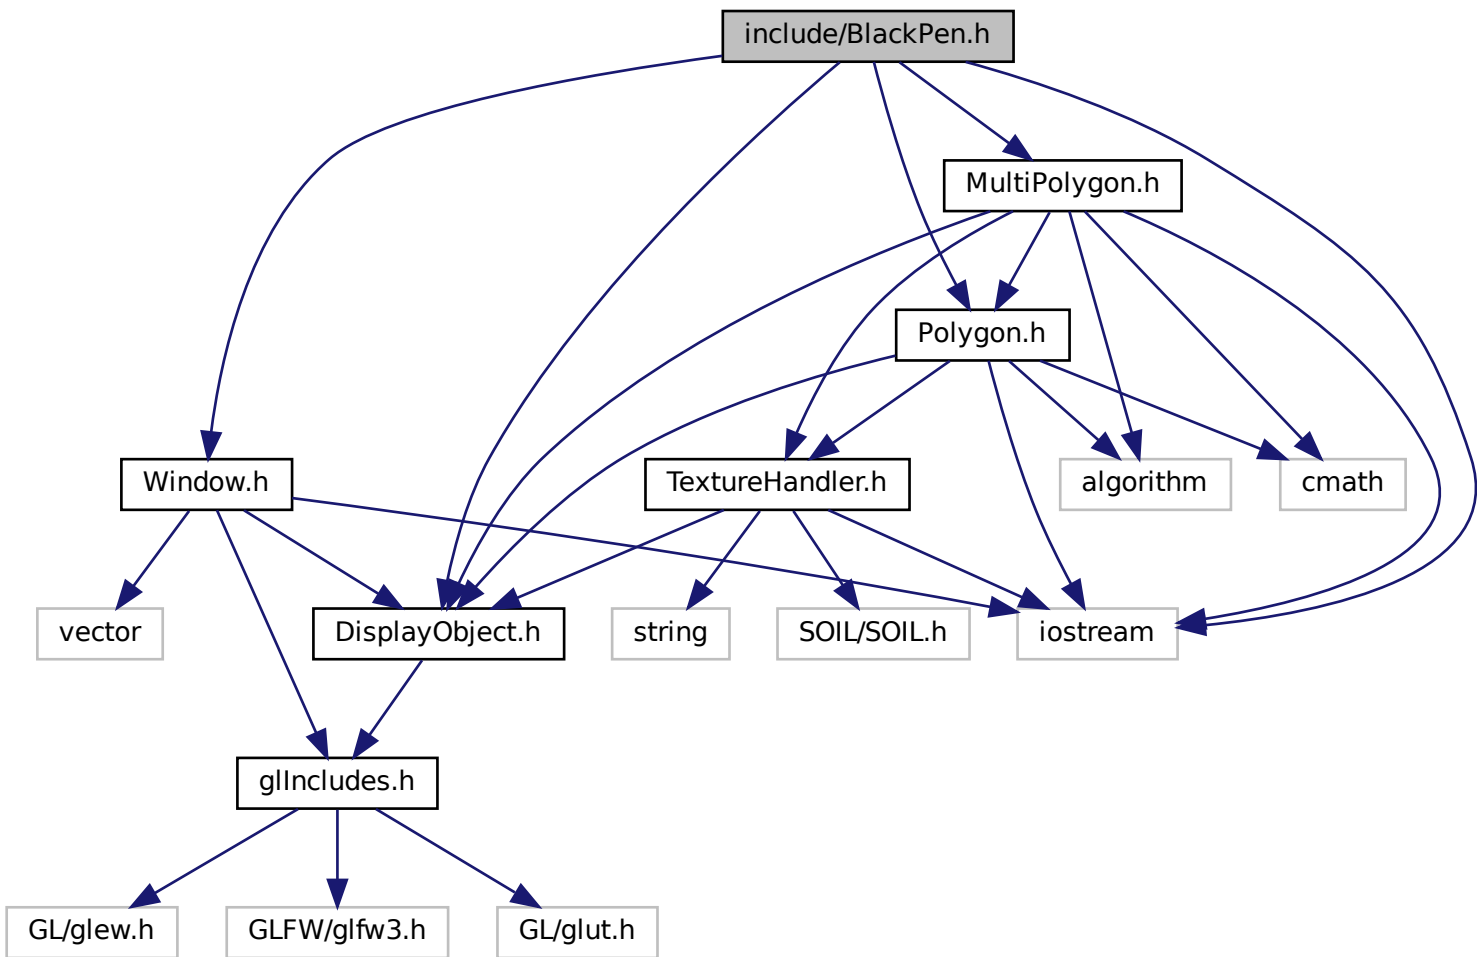 include/BlackPen.h
MultiPolygon.h
Polygon.h
Window.h
TextureHandler.h
algorithm
cmath
vector
DisplayObject.h
string
SOIL/SOIL.h
iostream
glIncludes.h
GL/glew.h
GLFW/glfw3.h
GL/glut.h